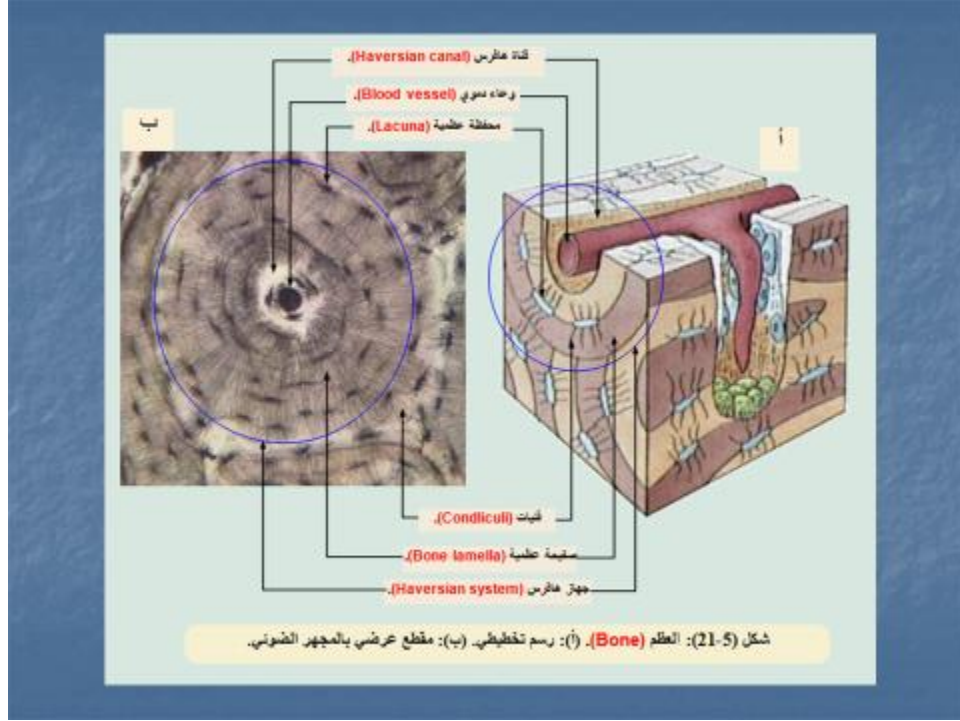 قناة هافرس (Haversian canal).
وعاء دموي (Blood vessel).
محفظة عظمية (Lacuna).
ب
أ
قنيات (Condliculi).
صفيحة عظمية (Bone lamella).
جهاز هافرس (Haversian system).
شكل (5-21): العظم (Bone). (أ): رسم تخطيطي. (ب): مقطع عرضي بالمجهر الضوئي.